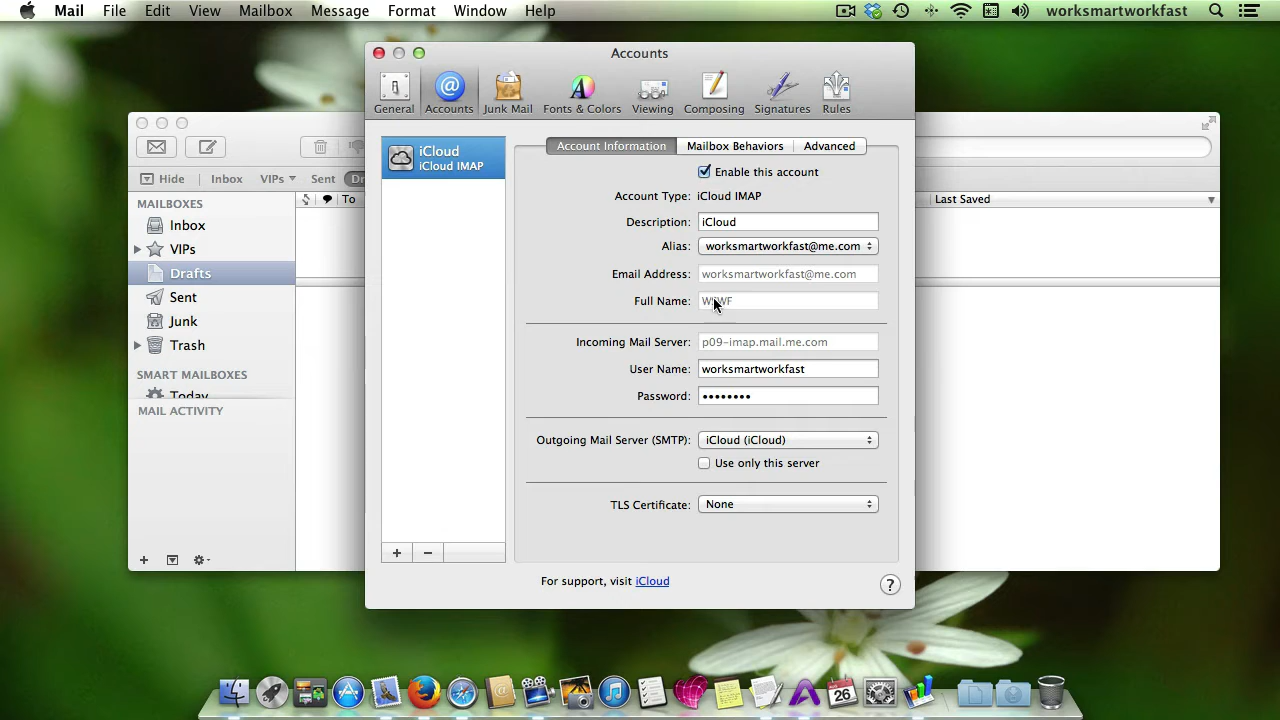 Mail File Edit View Mailbox Message Format Window Help worksmartworkfast
Accounts
General Accounts Junk Mail Fonts & Colors Viewing Composing Signatures Rules
iCloud
iCloud IMAP
Account Information Mailbox Behaviors Advanced
Enable this account
Account Type: iCloud IMAP
Description: iCloud
Alias: worksmartworkfast@me.com
Email Address: worksmartworkfast@me.com
Full Name:
Incoming Mail Server: p09-imap.mail.me.com
User Name: worksmartworkfast
Password: ••••••••
Outgoing Mail Server (SMTP): iCloud (iCloud)
Use only this server
TLS Certificate: None
For support, visit iCloud
Hide Inbox VIPs Sent
MAILBOXES
To
Last Saved
Inbox
VIPs
Drafts
Sent
Junk
Trash
SMART MAILBOXES
Today
MAIL ACTIVITY
26